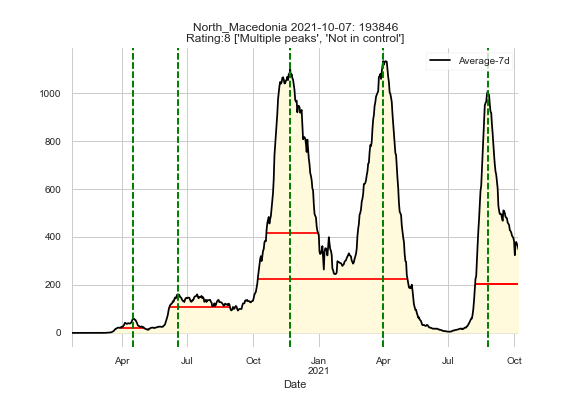 North_Macedonia 2021-10-07: 193846
Rating:8 ['Multiple peaks', 'Not in control']
Average-7d
1000
800
600
400
200
0
Apr
Jul
Oct
Jan
2021
Apr
Jul
Oct
Date